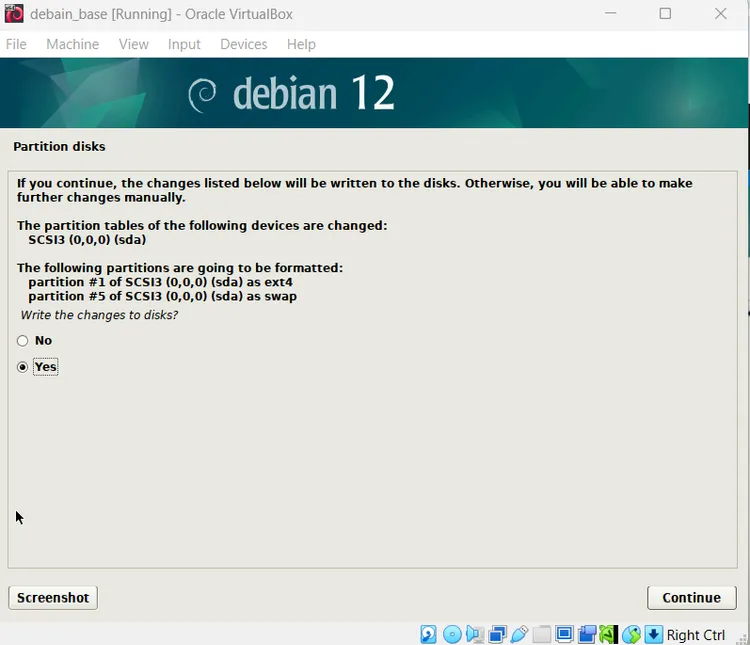 debain_base [Running] - Oracle VirtualBox
File Machine View Input Devices Help
debian 12
Partition disks
If you continue, the changes listed below will be written to the disks. Otherwise, you will be able to make
further changes manually.
The partition tables of the following devices are changed:
SCSI3 (0,0,0) (sda)
The following partitions are going to be formatted:
partition #1 of SCSI3 (0,0,0) (sda) as ext4
partition #5 of SCSI3 (0,0,0) (sda) as swap
Write the changes to disks?
No
Yes
Screenshot Continue
Right Ctrl